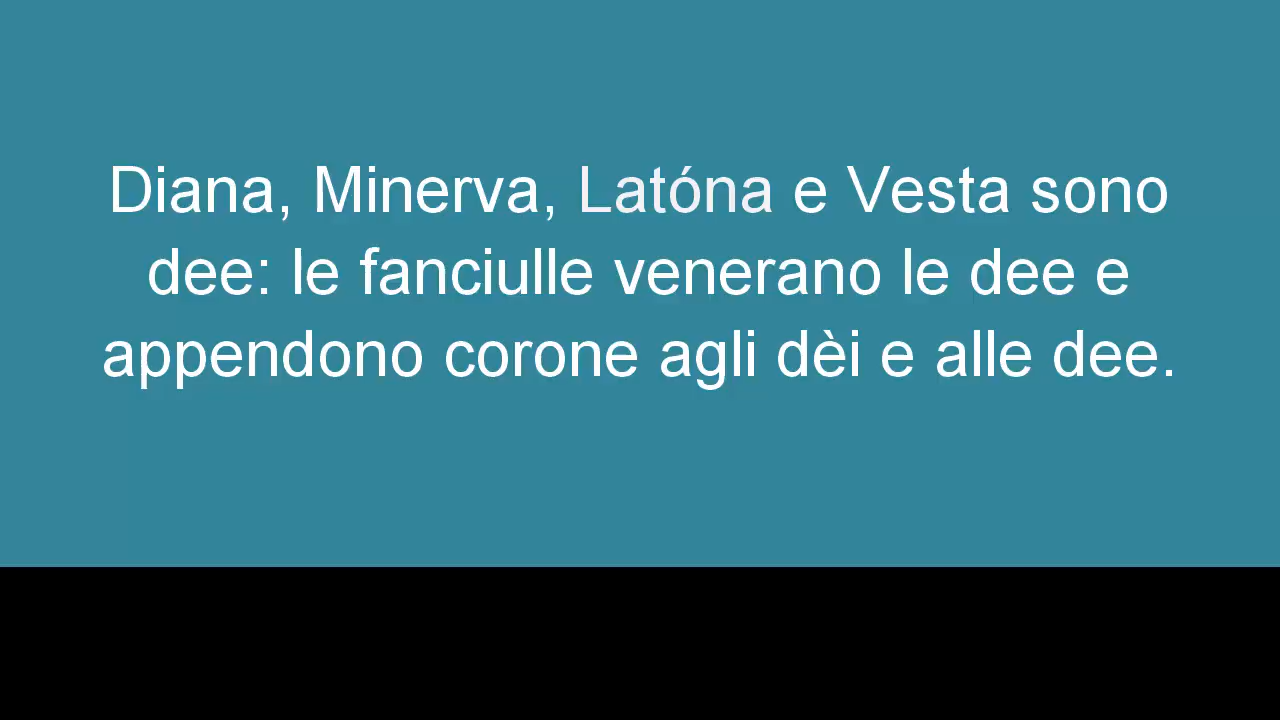 Diana, Minerva, Latóna e Vesta sono
dee: le fanciulle venerano le dee e
appendono corone agli dèi e alle dee.